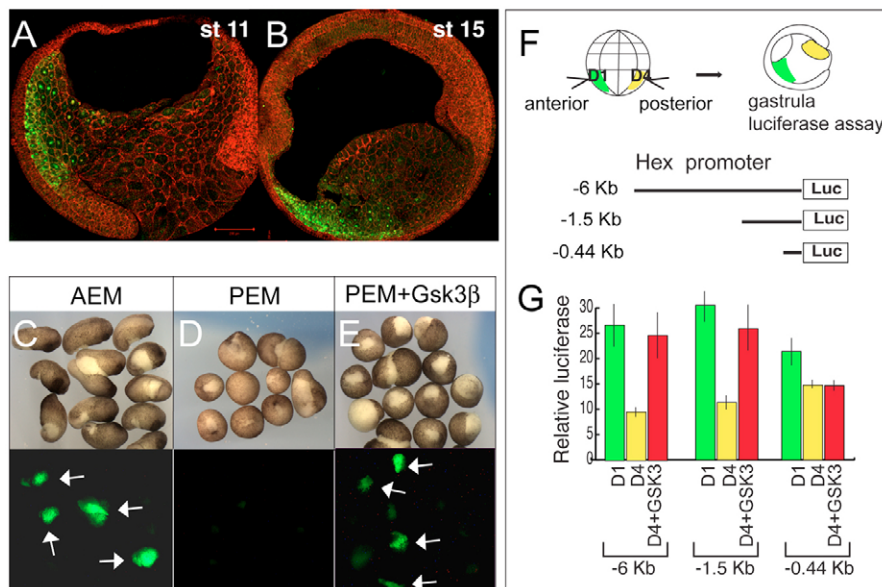 A
st 11
B
st 15
AEM
PEM
PEM+Gsk3β
C
D
E
F
D1
D4
anterior
posterior
gastrula
luciferase assay
Hex promoter
-6 Kb
Luc
-1.5 Kb
Luc
-0.44 Kb
Luc
G
Relative luciferase
30
25
20
15
10
5
0
D1
D4
D4+GSK3
D1
D4
D4+GSK3
D1
D4
D4+GSK3
-6 Kb
-1.5 Kb
-0.44 Kb